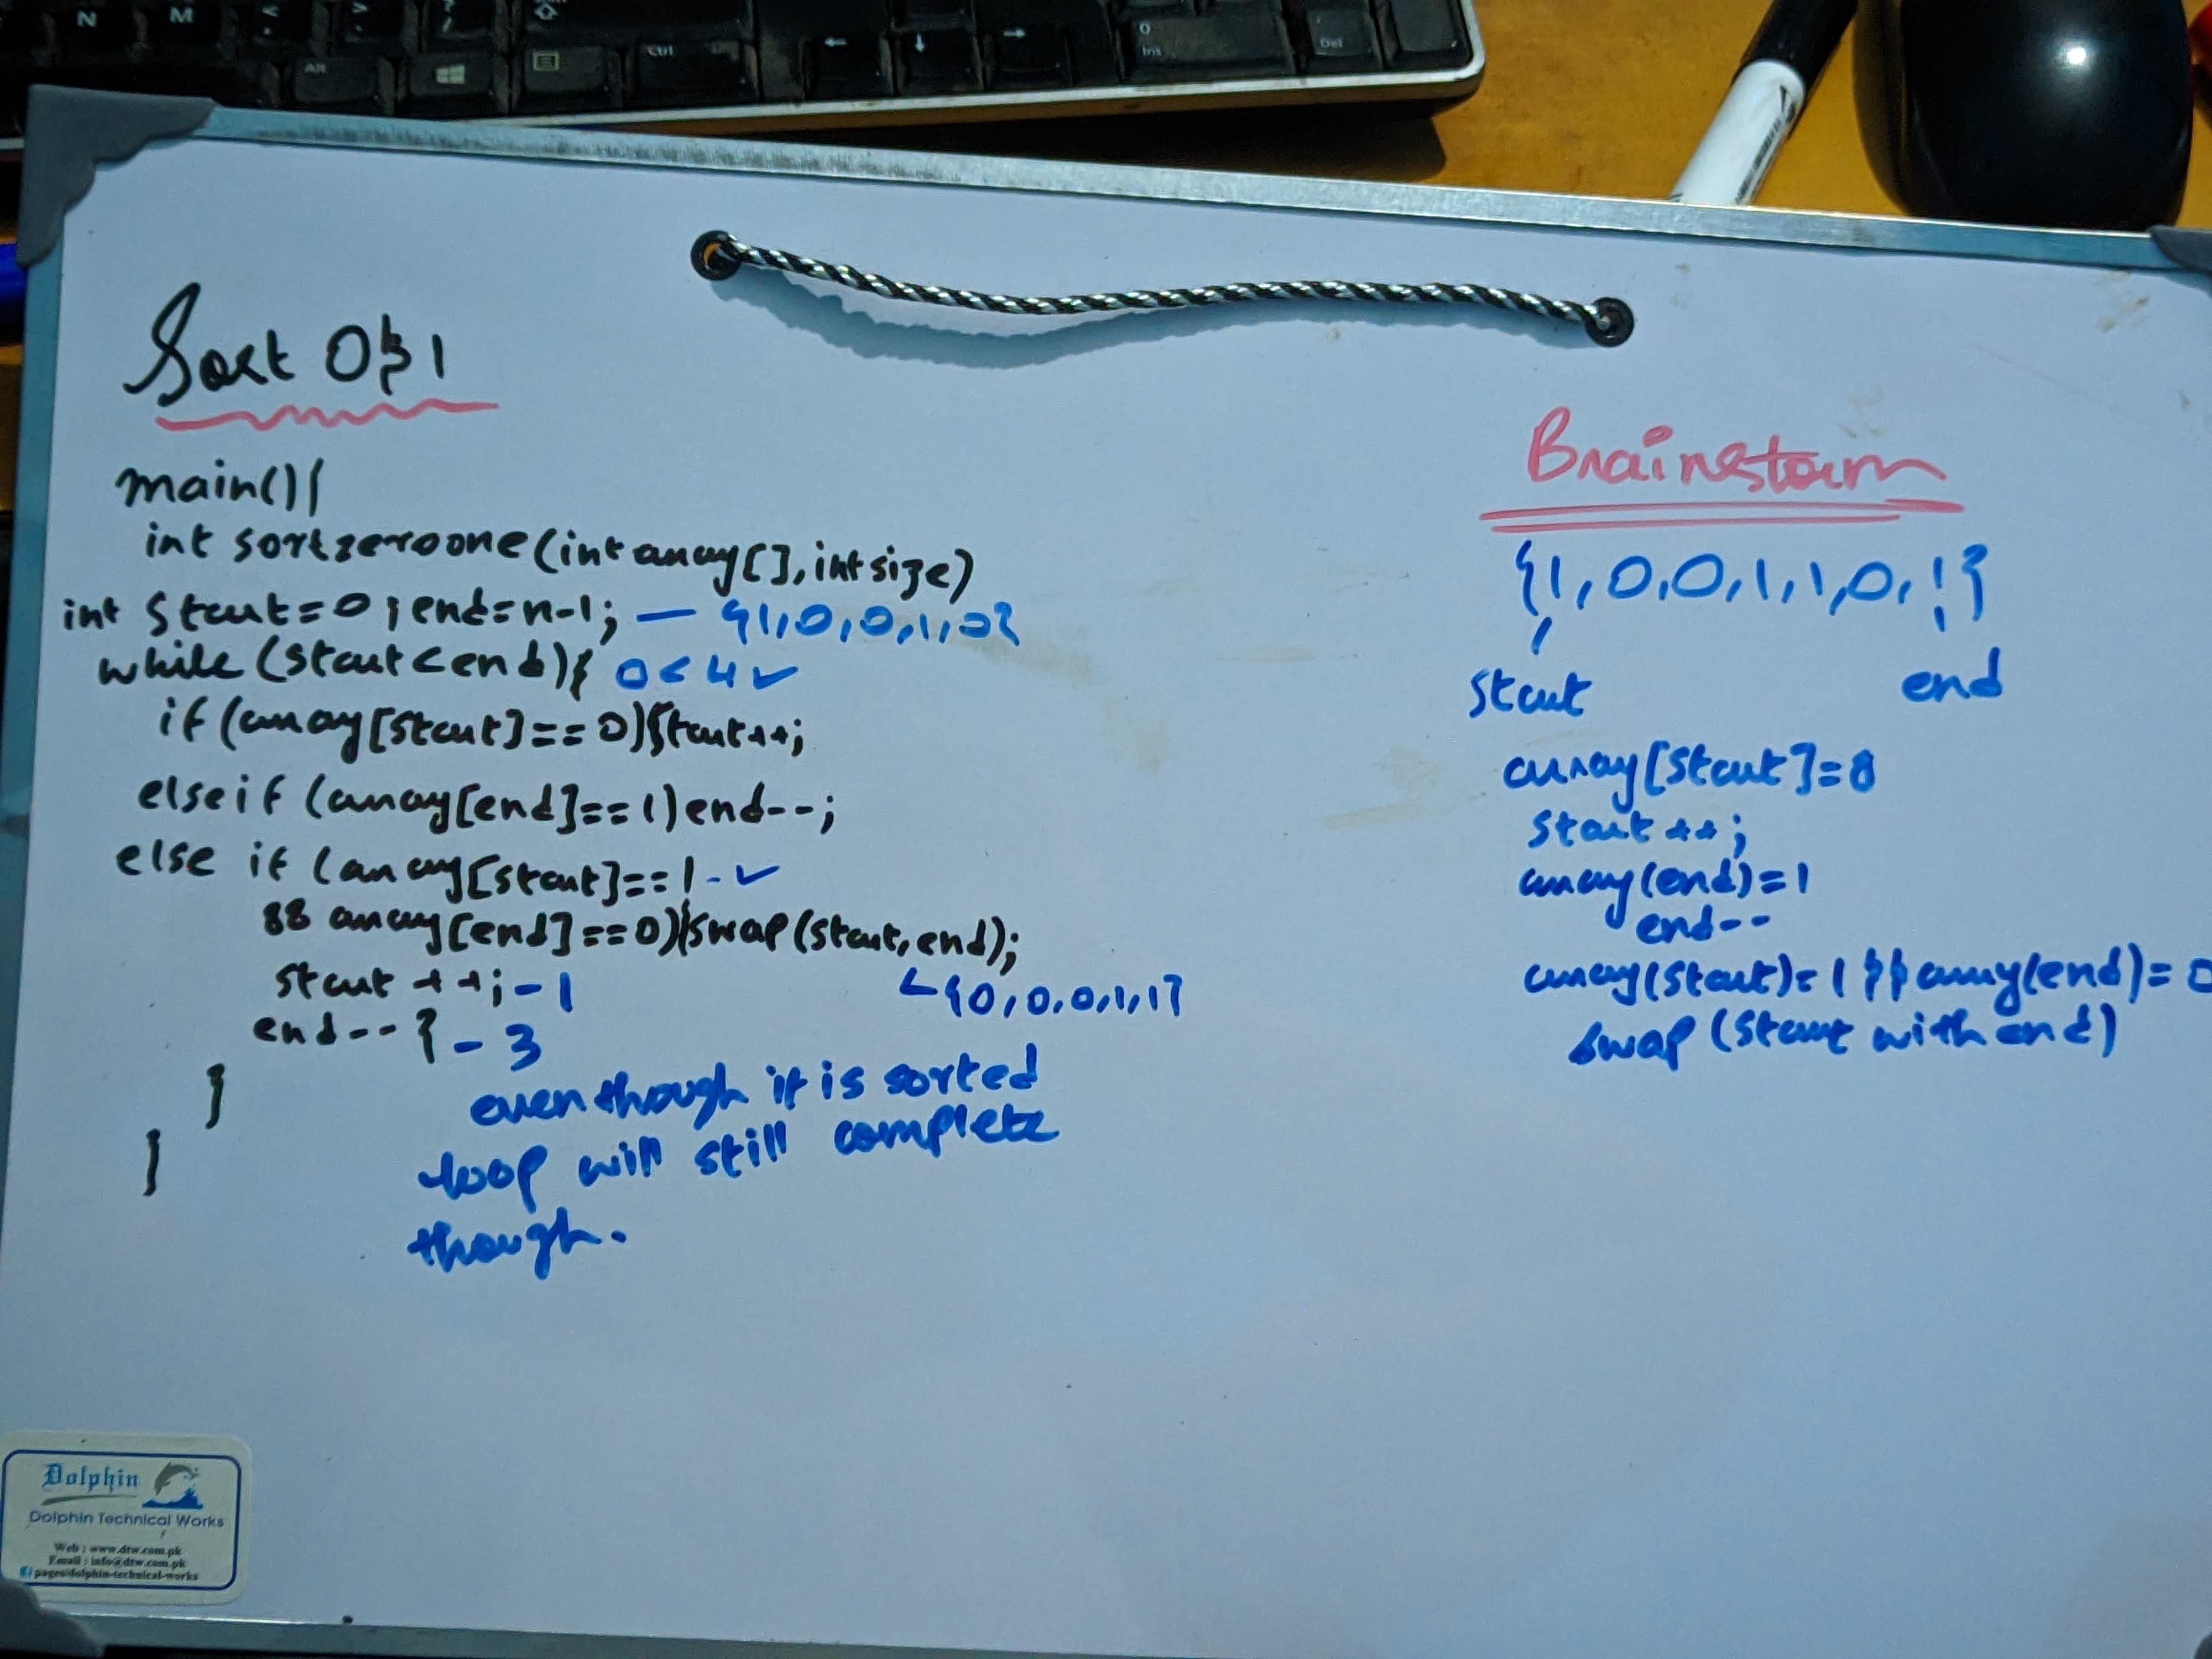 N M < > ? /
Alt Ctrl 0 Ins Del
Sort 0 & 1
main(){
int sortzeroone(int array[], int size)
int start=0; end=n-1; — {1,0,0,1,0}
while (start<end){ 0<4 ✓
if (array[start]==0){start++;
else if (array[end]==1)end--;
else if (array[start]==1 - ✓
&& array[end]==0){swap(start,end);
start ++; - 1
{0,0,0,1,1}
end-- } - 3
}
}
even though it is sorted
loop will still complete
though.
Brainstorm
{1,0,0,1,1,0,1}
start end
array[start]=0
start++;
array(end)=1
end--
array(start)=1 && array(end)=0
swap (start with end)
Dolphin
Dolphin Technical Works
Web : www.dtw.com.pk
Email : info@dtw.com.pk
f/pages/dolphin-technical-works